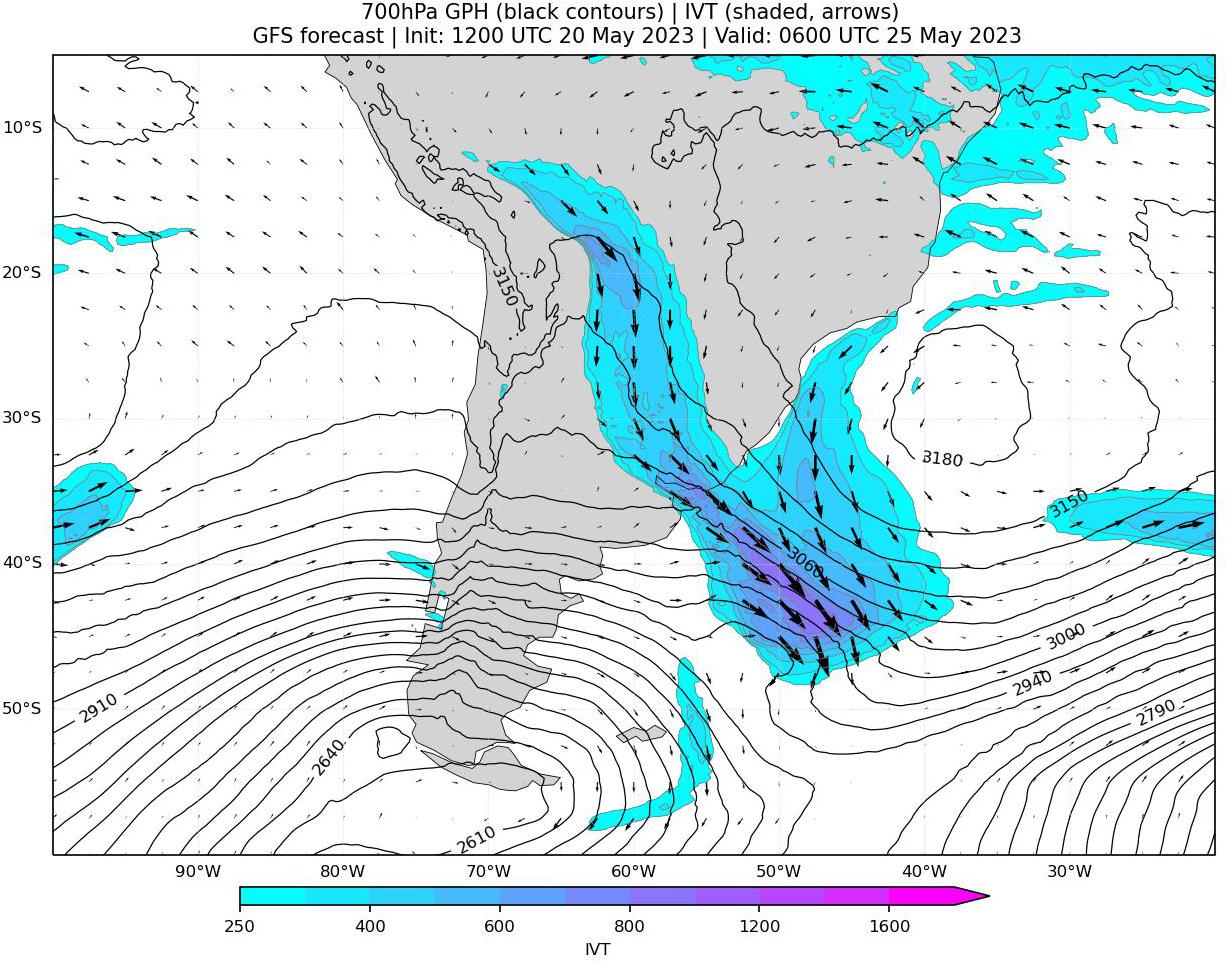 700hPa GPH (black contours) | IVT (shaded, arrows)
GFS forecast | Init: 1200 UTC 20 May 2023 | Valid: 0600 UTC 25 May 2023
10°S
3150
20°S
30°S
3180
3150
40°S
3060
3000
2940
2910
50°S
2790
2640
2610
90°W 80°W 70°W 60°W 50°W 40°W 30°W
250 400 600 800 1200 1600
IVT